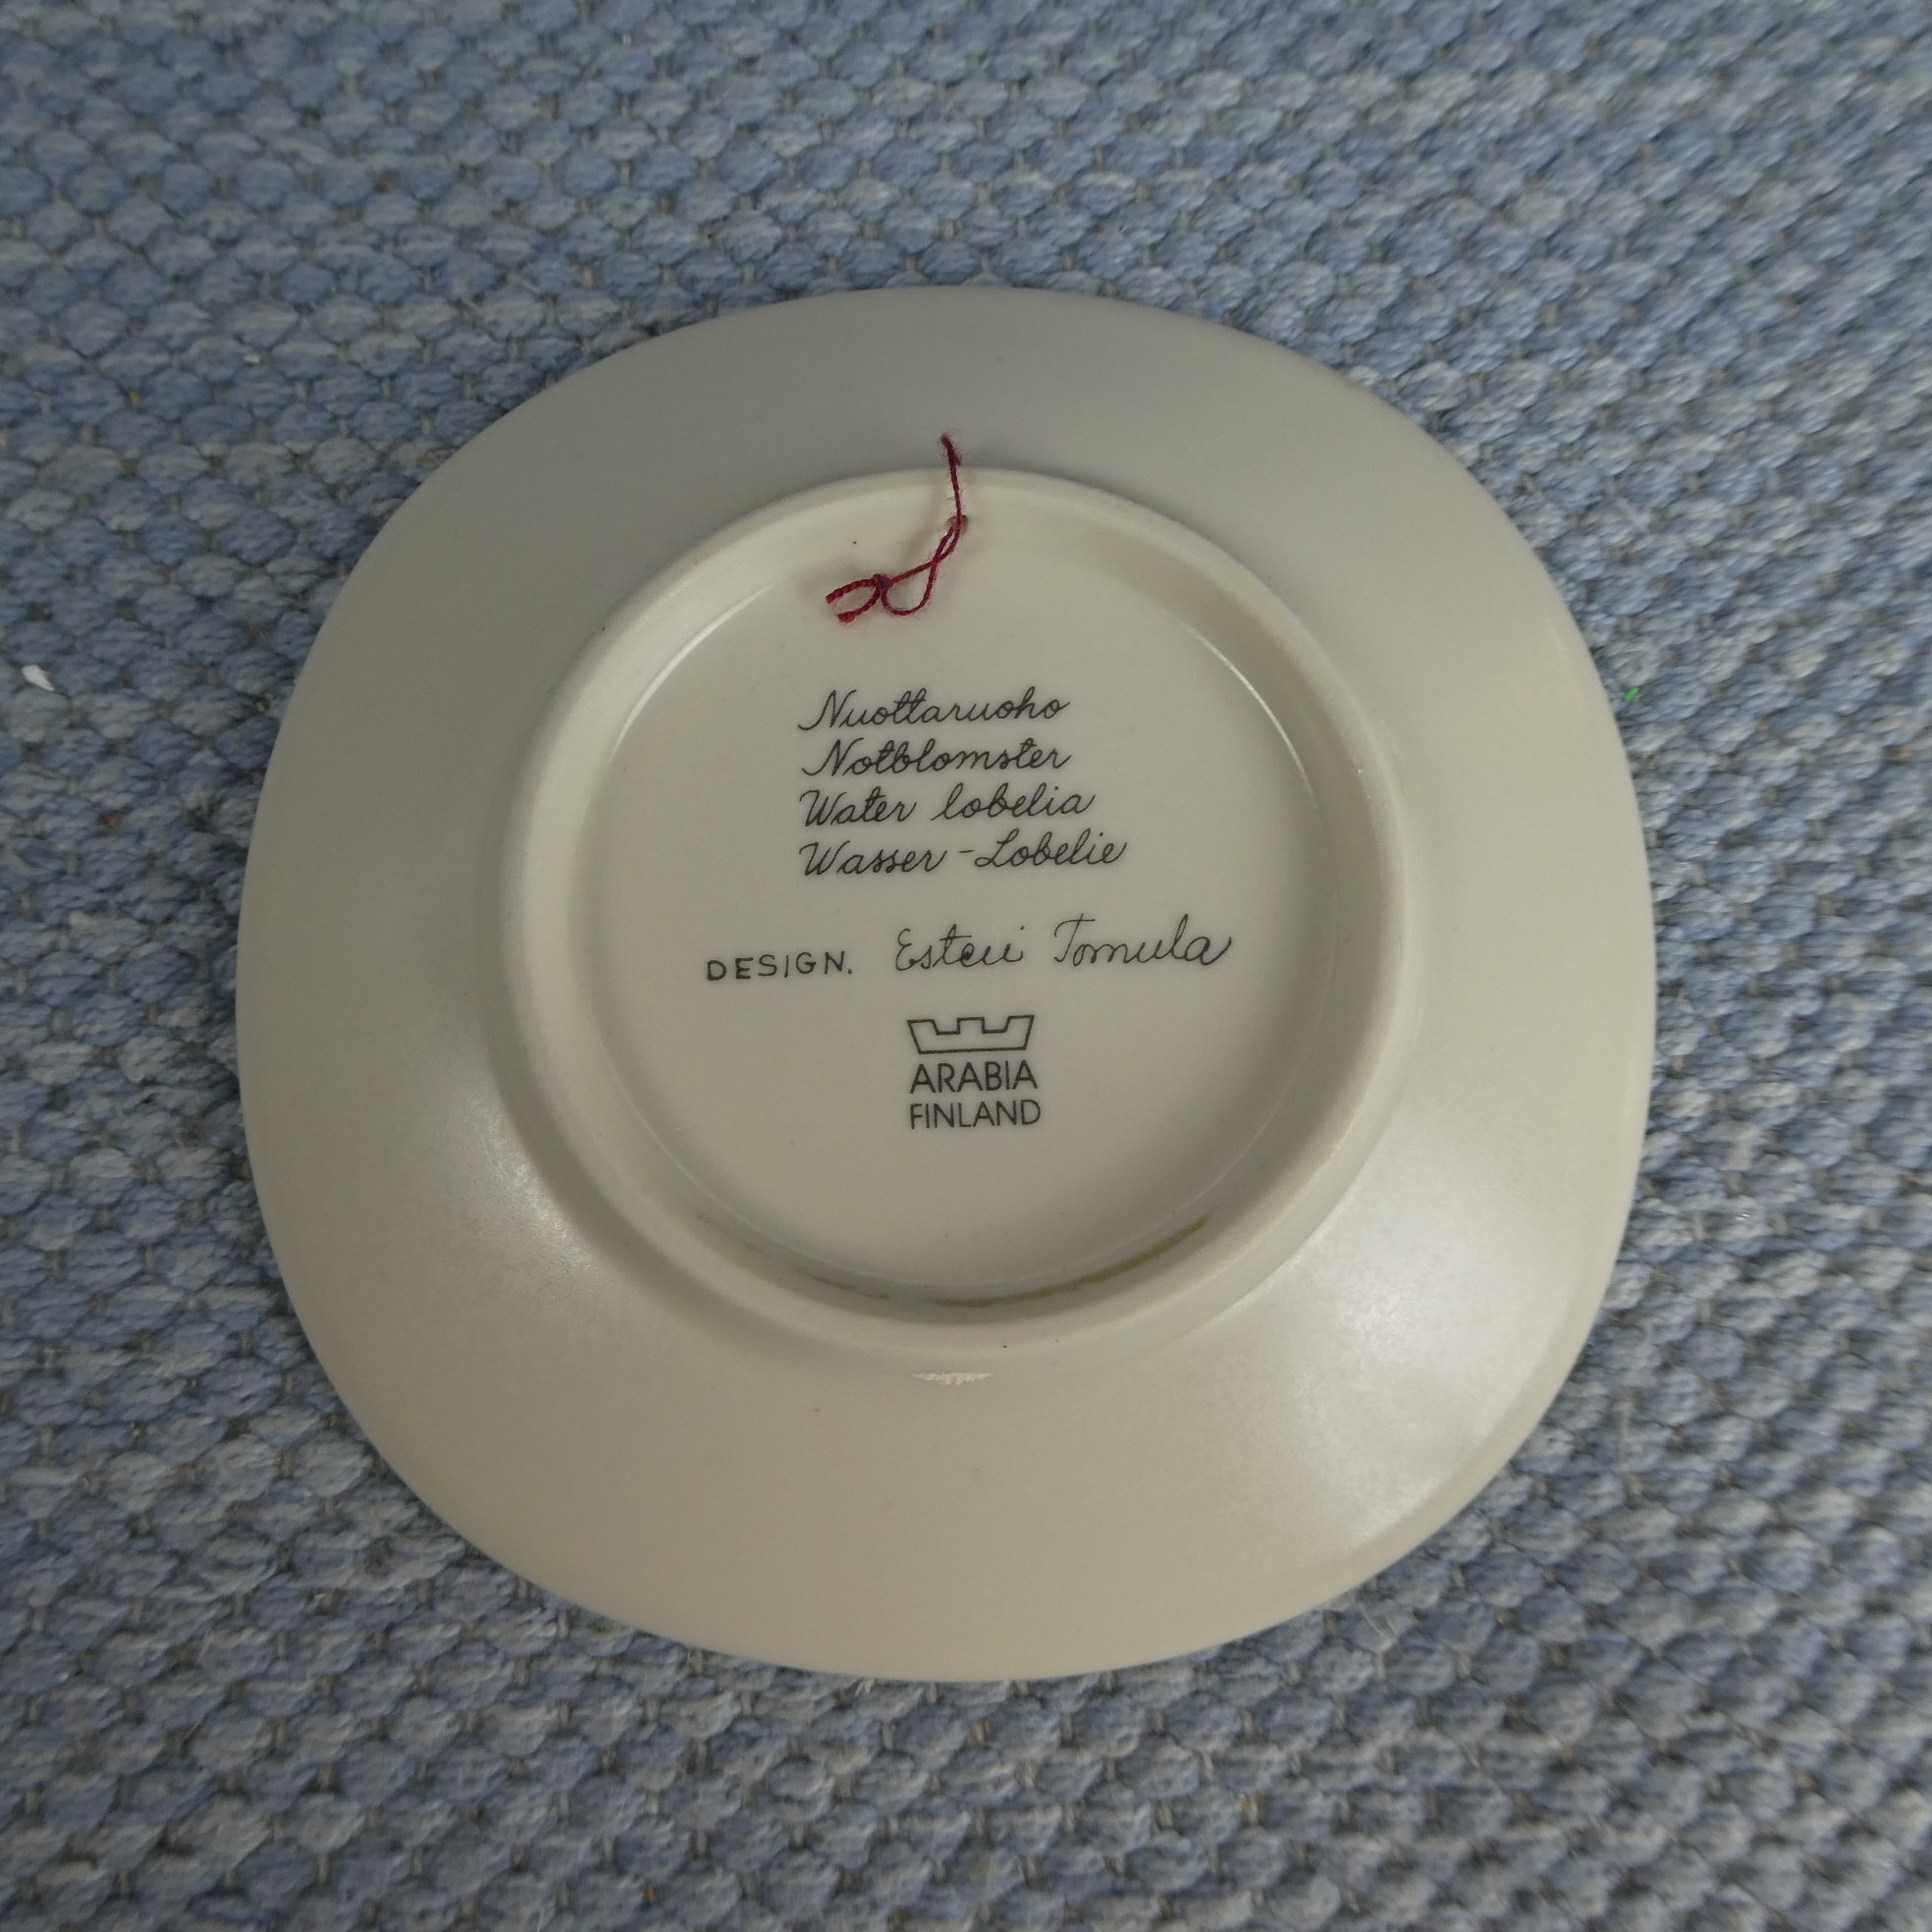 Nuottaruoho
Notblomster
Water lobelia
Wasser-Lobelie
DESIGN. Esteri Tomula
ARABIA
FINLAND